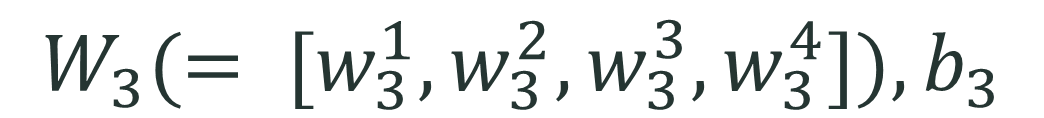 W₃(= [w₃¹, w₃², w₃³, w₃⁴]), b₃